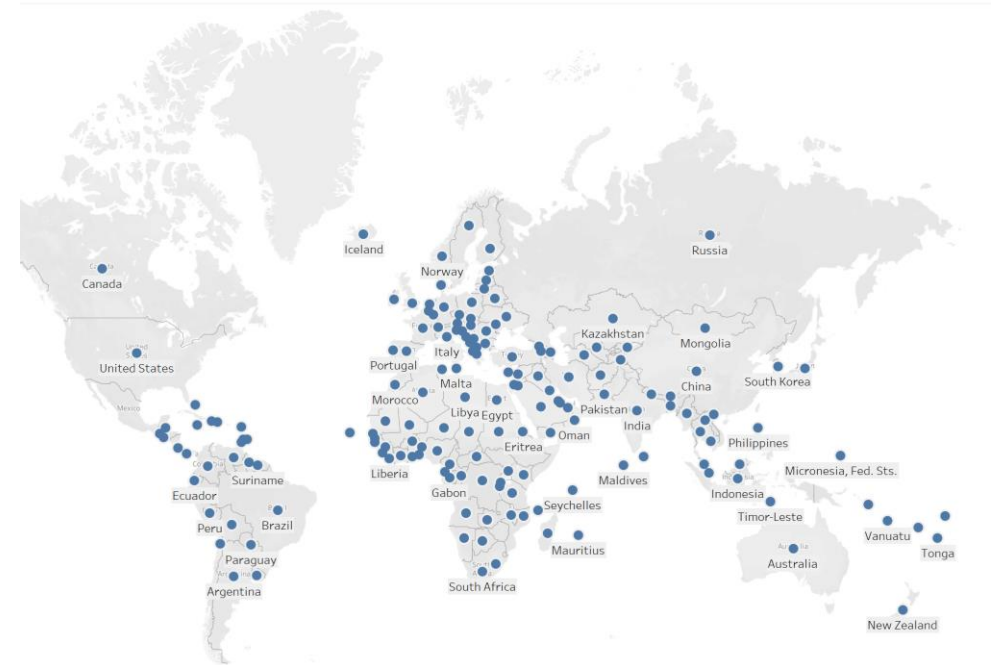 Iceland
Russia
Norway
Canada
Kazakhstan
Mongolia
Italy
United States
Portugal
China
South Korea
Malta
Morocco
Libya
Egypt
Pakistan
Mexico
India
Oman
Philippines
Eritrea
Micronesia, Fed. Sts.
Liberia
Suriname
Maldives
Gabon
Indonesia
Ecuador
Seychelles
Timor-Leste
Peru
Brazil
Vanuatu
Mauritius
Tonga
Paraguay
Australia
South Africa
Argentina
New Zealand